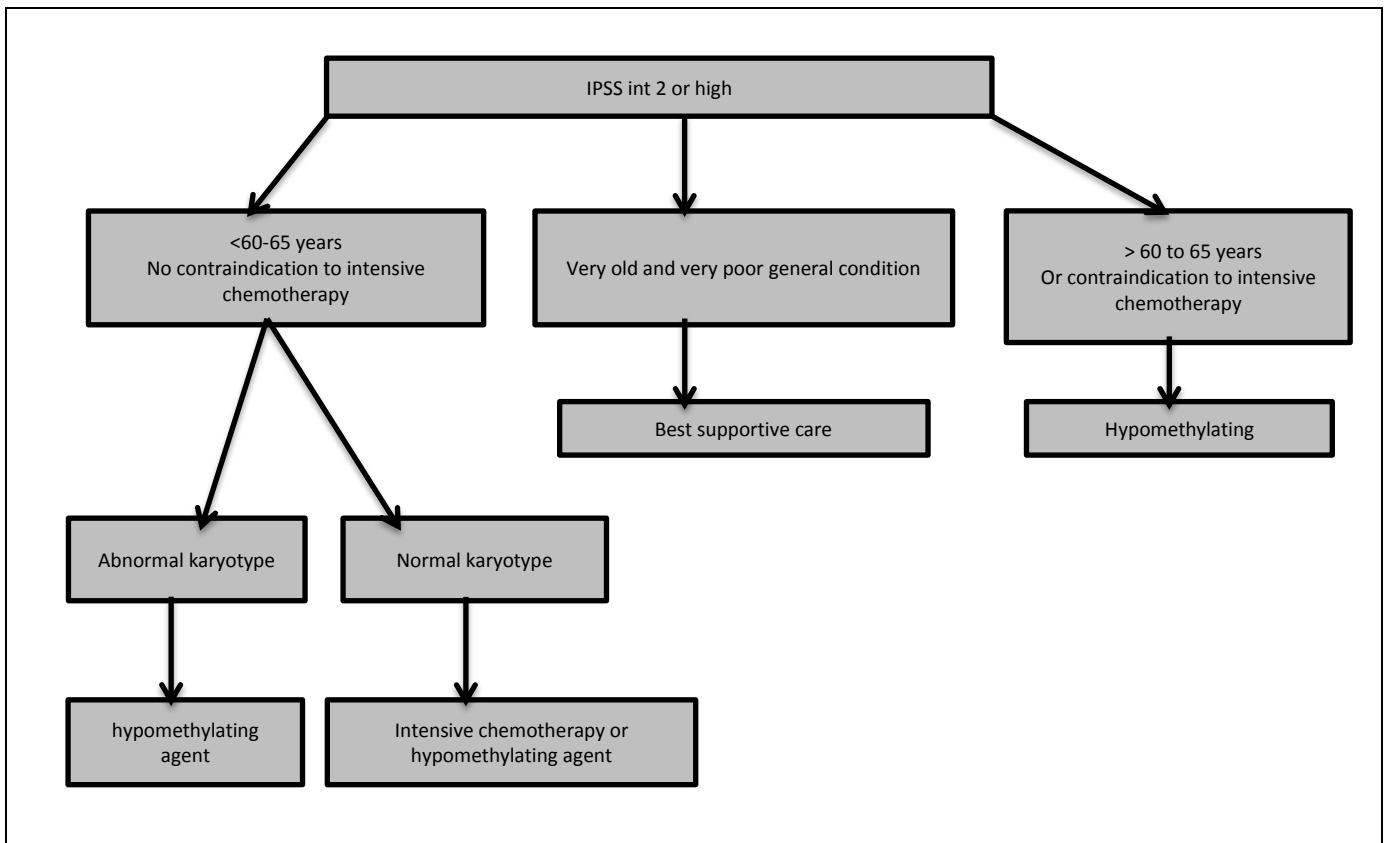 IPSS int 2 or high
<60-65 years
No contraindication to intensive
chemotherapy
Very old and very poor general condition
> 60 to 65 years
Or contraindication to intensive
chemotherapy
Best supportive care
Hypomethylating
Abnormal karyotype
Normal karyotype
hypomethylating
agent
Intensive chemotherapy or
hypomethylating agent